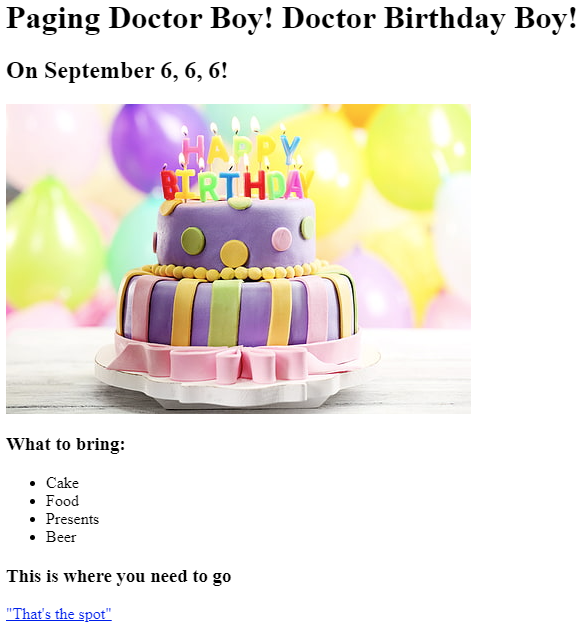 Paging Doctor Boy! Doctor Birthday Boy!
On September 6, 6, 6!
HAPPY
BIRTHDAY
What to bring:
Cake
Food
Presents
Beer
This is where you need to go
"That's the spot"